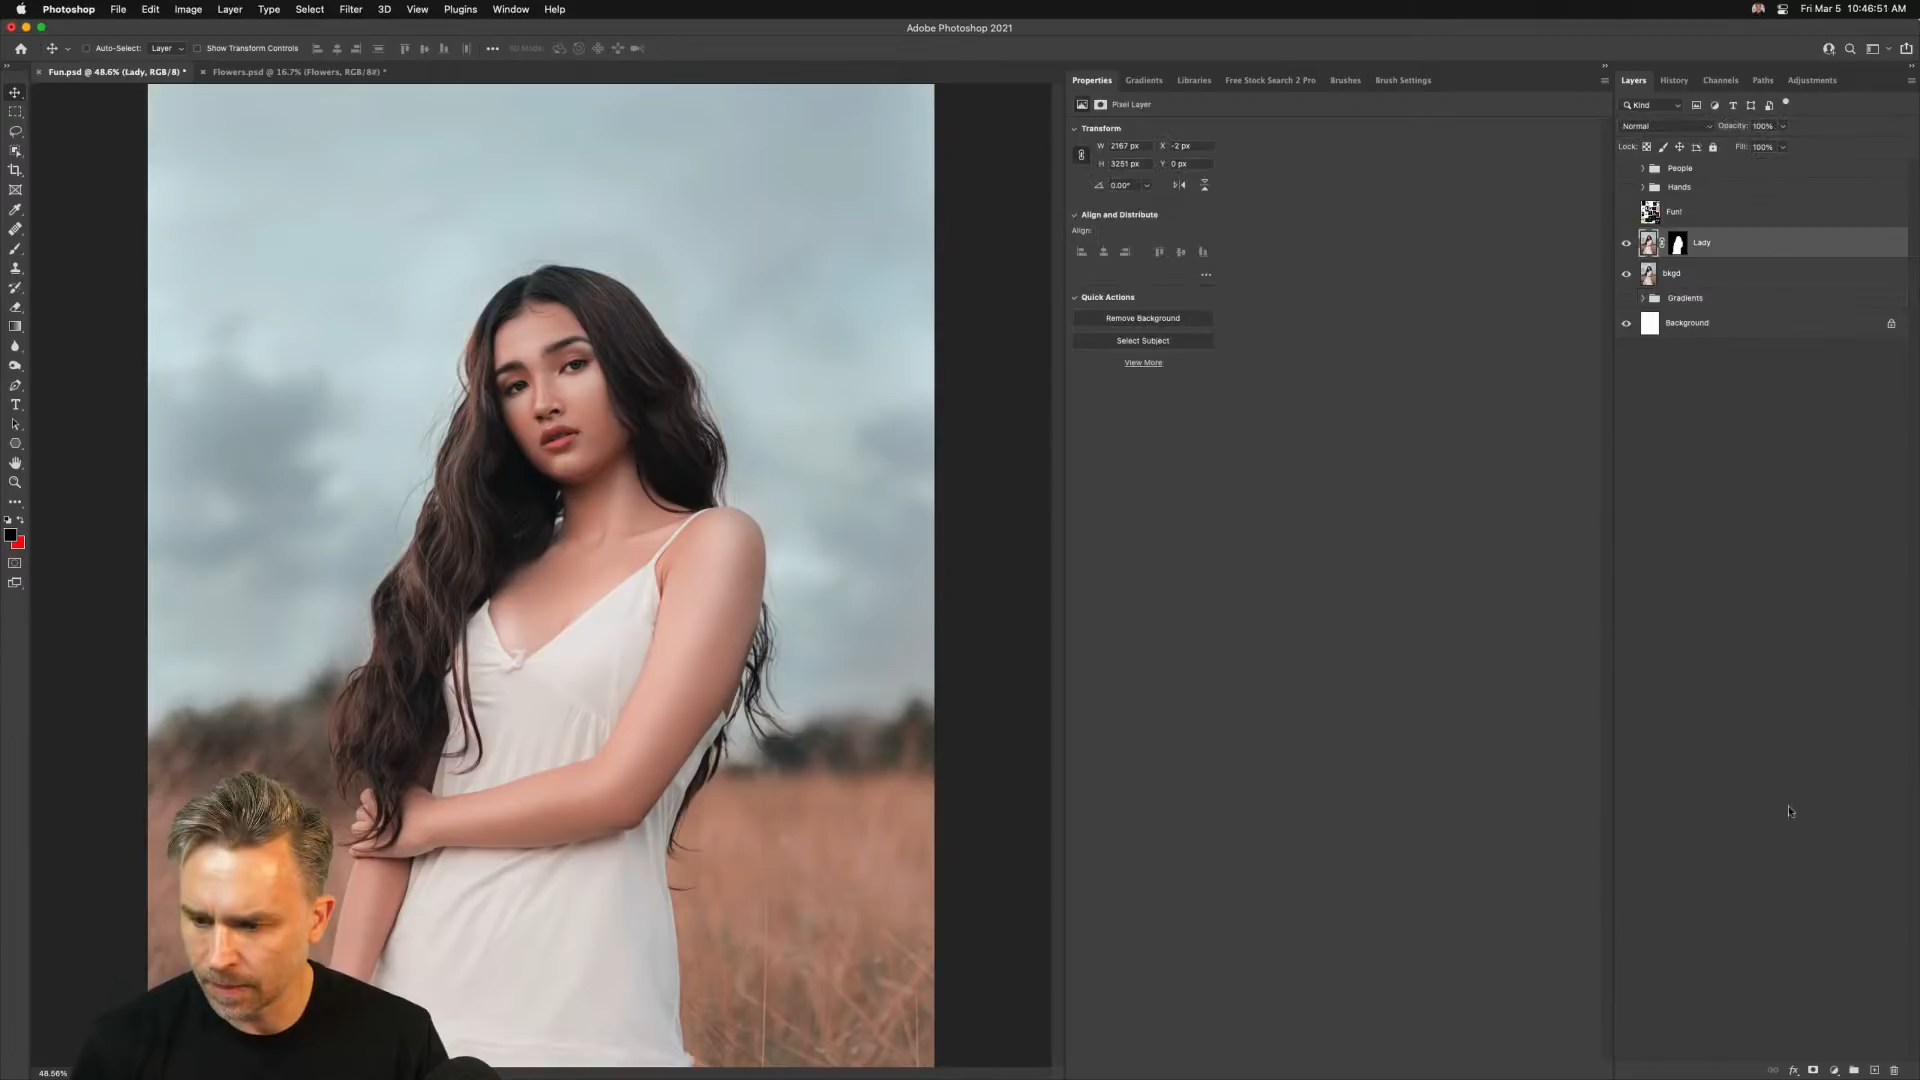 Photoshop File Edit Image Layer Type Select Filter 3D View Plugins Window Help Fri Mar 5 10:46:51 AM
Adobe Photoshop 2021
Auto-Select: Layer Show Transform Controls 3D Mode:
Fun.psd @ 48.6% (Lady, RGB/8) * Flowers.psd @ 16.7% (Flowers, RGB/8#) *
Properties Gradients Libraries Free Stock Search 2 Pro Brushes Brush Settings
Pixel Layer
Transform
W 2167 px X -2 px
H 3251 px Y 0 px
0.00°
Align and Distribute
Align:
Quick Actions
Remove Background
Select Subject
View More
Layers History Channels Paths Adjustments
Kind
Normal Opacity: 100%
Lock: Fill: 100%
People
Hands
Fun!
Lady
bkgd
Gradients
Background
48.56%